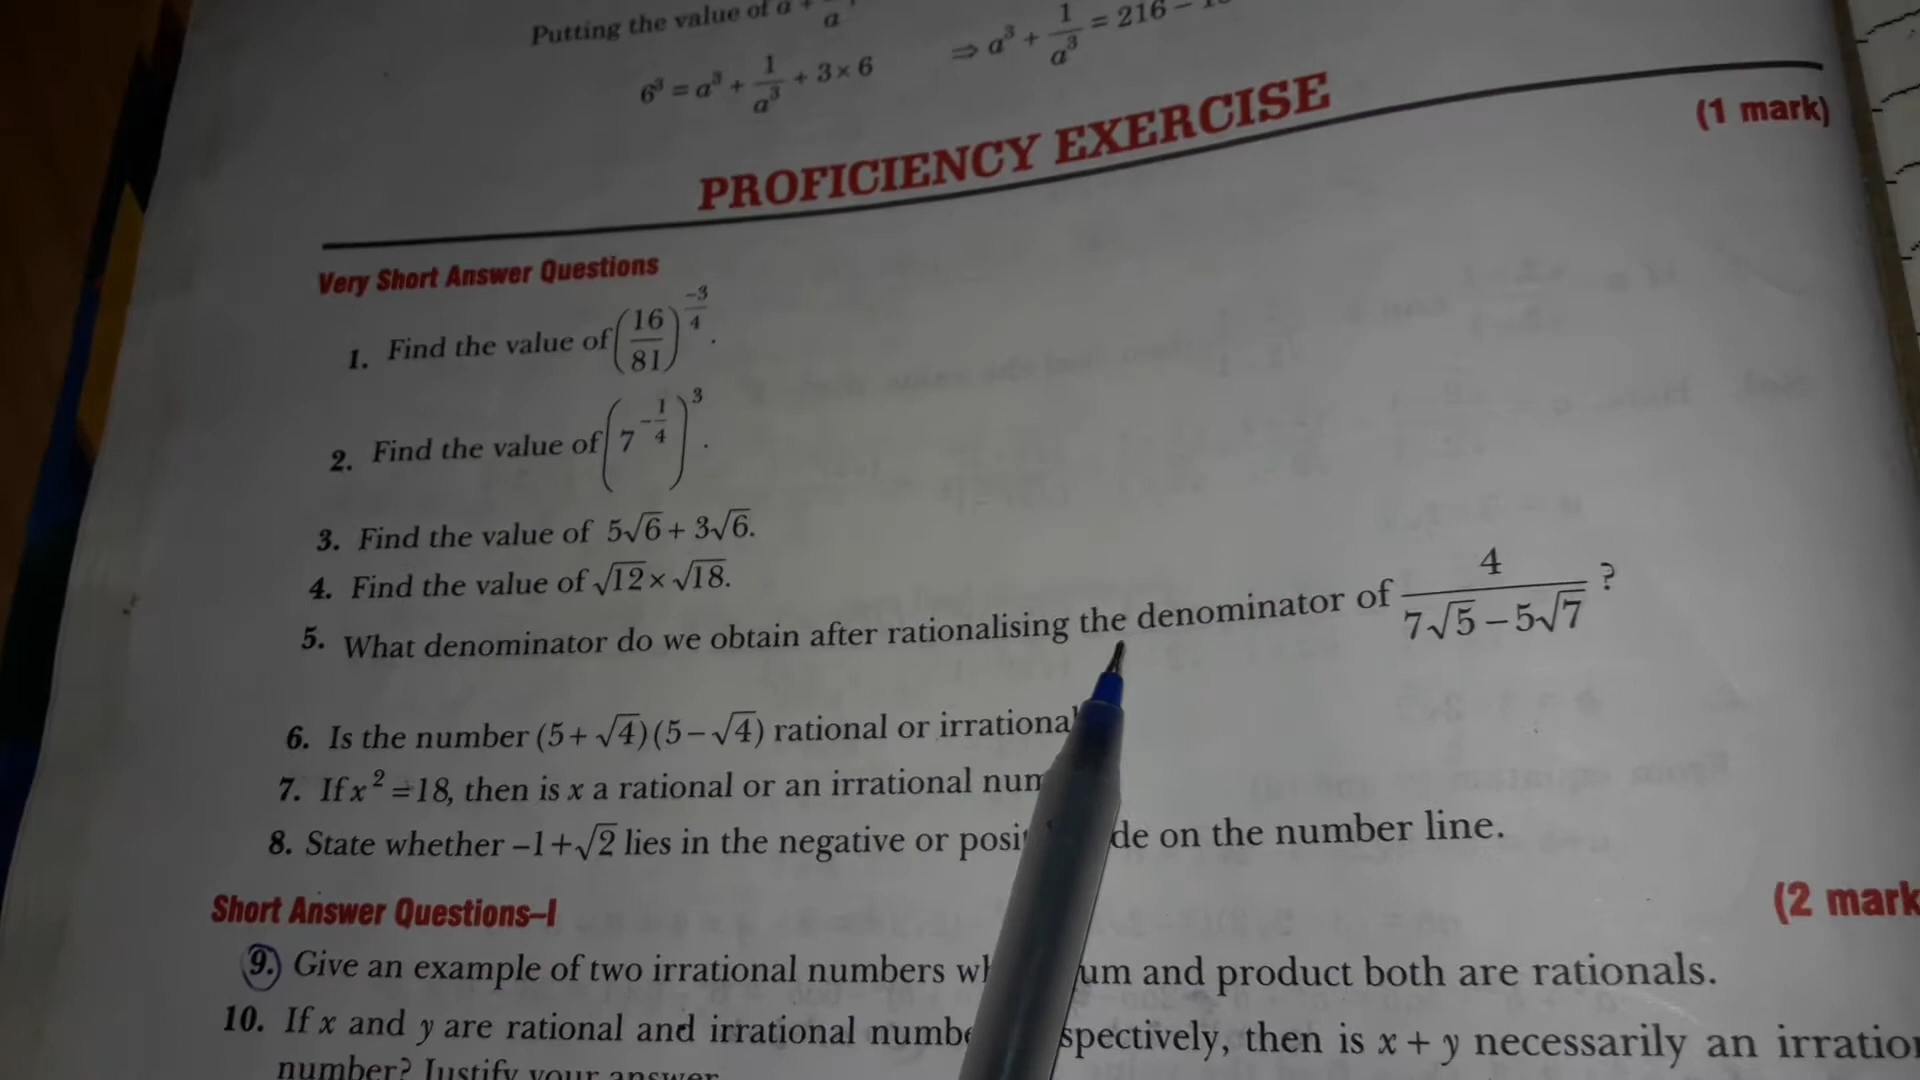 Putting the value of a +
a
6³ = a³ + 1/a³ + 3 × 6
⇒ a³ + 1/a³ = 216 –
PROFICIENCY EXERCISE
(1 mark)
Very Short Answer Questions
1. Find the value of (16/81)^(-3/4).
2. Find the value of (7^(-1/4))³.
3. Find the value of 5√6 + 3√6.
4. Find the value of √12 × √18.
5. What denominator do we obtain after rationalising the denominator of 4/(7√5 – 5√7) ?
6. Is the number (5 + √4)(5 – √4) rational or irrational
7. If x² = 18, then is x a rational or an irrational num
8. State whether –1 + √2 lies in the negative or posi de on the number line.
Short Answer Questions–I
(2 mark
9. Give an example of two irrational numbers wh um and product both are rationals.
10. If x and y are rational and irrational numbe spectively, then is x + y necessarily an irratio
number? Justify your answer